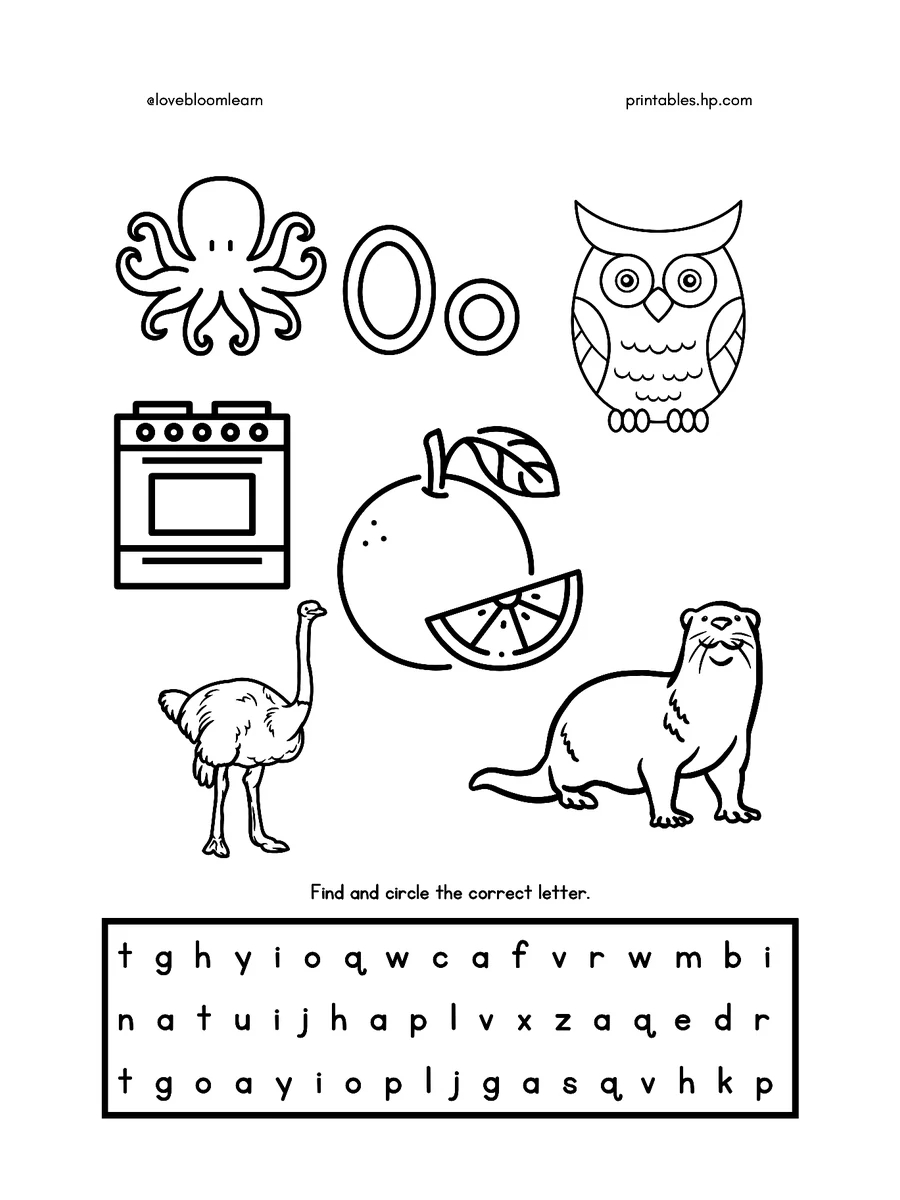 @lovebloomlearn
printables.hp.com
O o
Find and circle the correct letter.
t g h y i o q w c a f v r w m b i
n a t u i j h a p l v x z a q e d r
t g o a y i o p l j g a s q v h k p